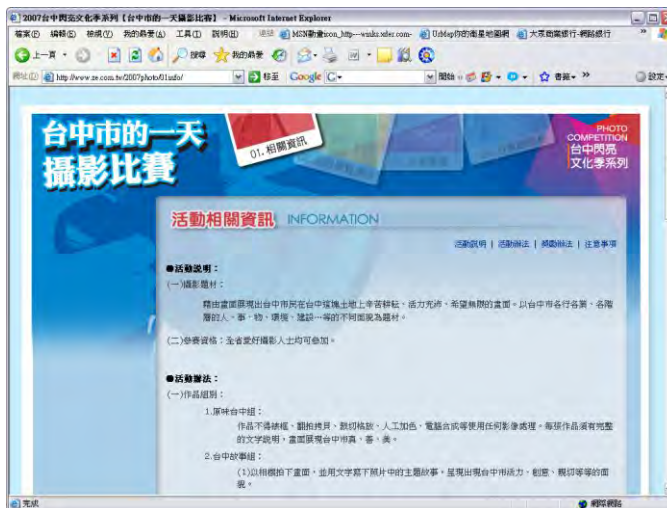 2007台中閃亮文化季系列【台中市的一天攝影比賽】 - Microsoft Internet Explorer
檔案(F) 編輯(E) 檢視(V) 我的最愛(A) 工具(T) 說明(H)
上一頁 搜尋 我的最愛
網址(D) http://www.ze.com.tw/2007photo/01info/ 移至 Google 開始 書籤 設定
台中市的一天
攝影比賽
01. 相關資訊
PHOTO
COMPETITION
台中閃亮
文化季系列
活動相關資訊 INFORMATION
活動說明 | 活動辦法 | 獎勵辦法 | 注意事項
●活動說明：
(一)攝影題材：
藉由畫面展現出台中市民在台中這塊土地上辛苦耕耘、活力充沛、希望無限的畫面。以台中市各行各業、各階
層的人、事、物、環境、建設…等的不同面貌為題材。
(二)參賽資格：全省愛好攝影人士均可參加。
●活動辦法：
(一)作品組別：
1.原味台中組：
作品不得裱框、翻拍拷貝、裁切格放、人工加色、電腦合成等使用任何影像處理。每張作品須有完整
的文字說明，畫面展現台中真、善、美。
2.台中故事組：
(1)以相機拍下畫面，並用文字寫下照片中的主題故事。呈現出現台中市活力、創意、親切等等的面
貌。
完成 網際網路